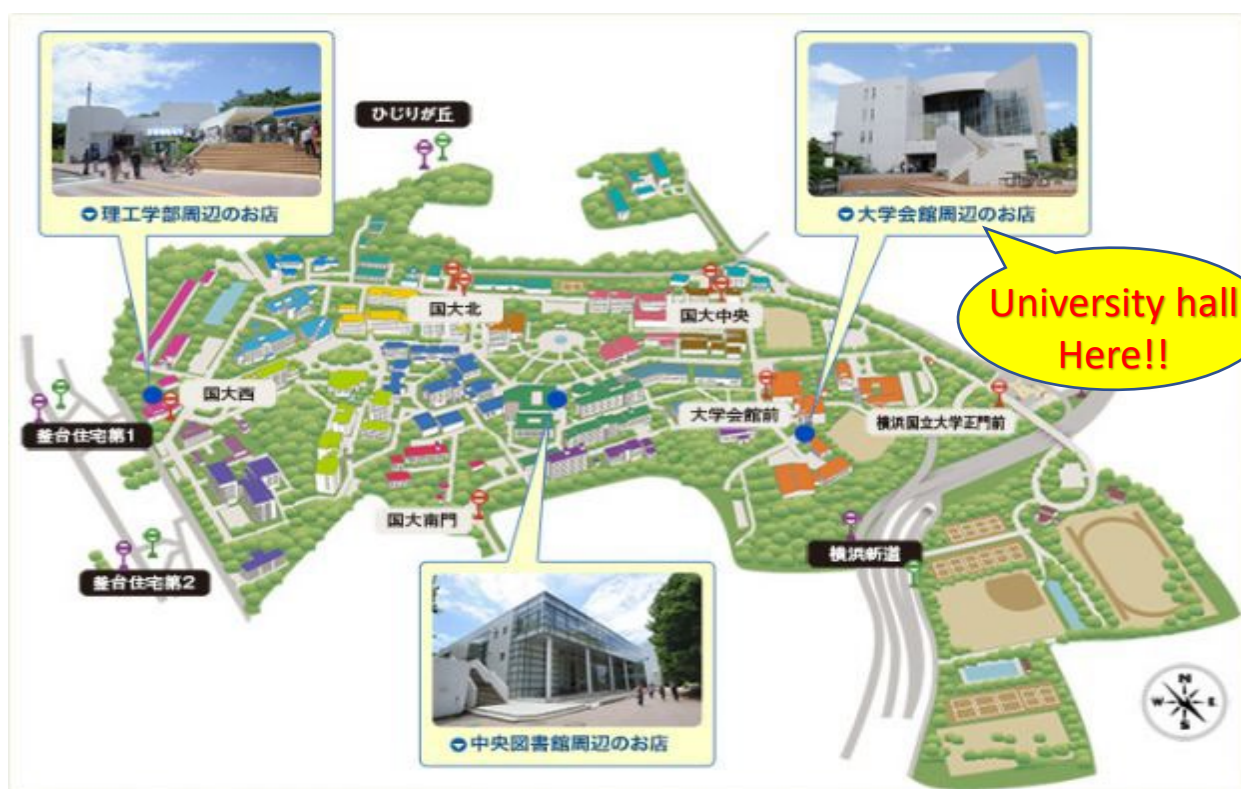 ひじりが丘
理工学部周辺のお店
大学会館周辺のお店
University hall
Here!!
国大北
国大中央
国大西
大学会館前
横浜国立大学正門前
釜台住宅第1
国大南門
横浜新道
釜台住宅第2
中央図書館周辺のお店
N
W E
S